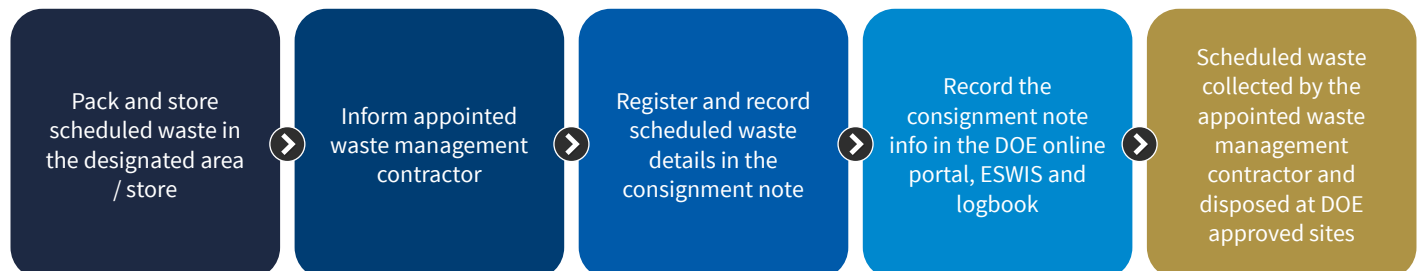 Pack and store
scheduled waste in
the designated area
/ store
Inform appointed
waste management
contractor
Register and record
scheduled waste
details in the
consignment note
Record the
consignment note
info in the DOE online
portal, ESWIS and
logbook
Scheduled waste
collected by the
appointed waste
management
contractor and
disposed at DOE
approved sites